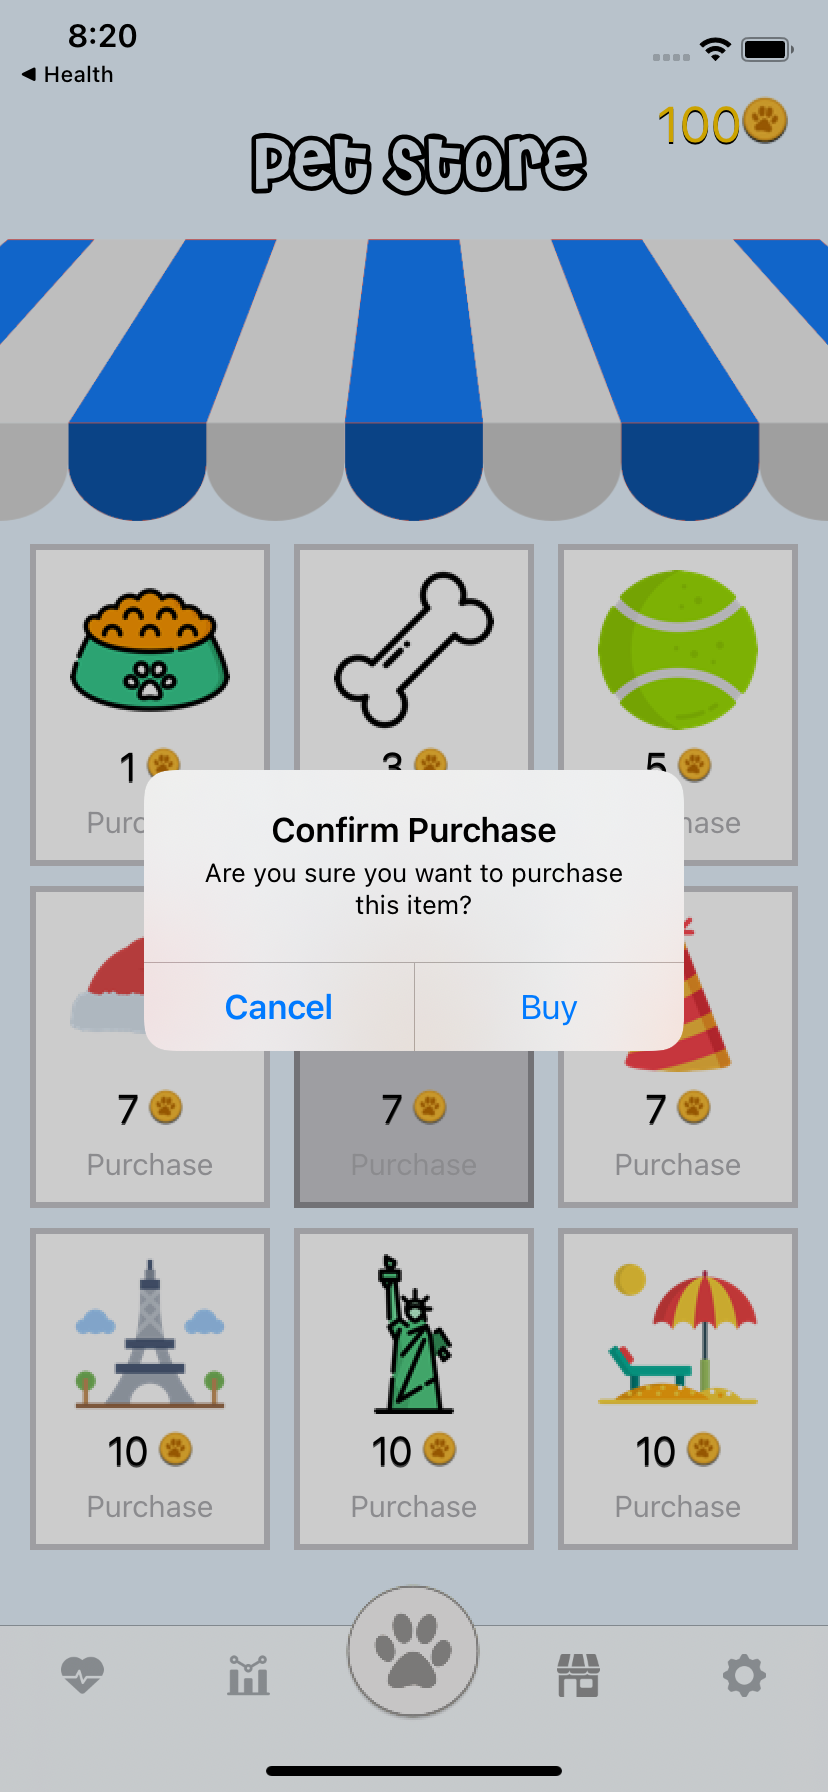 8:20
Health
100
Pet Store
1
3
5
Purc
hase
Confirm Purchase
Are you sure you want to purchase
this item?
Cancel
Buy
7
7
7
Purchase
Purchase
Purchase
10
10
10
Purchase
Purchase
Purchase